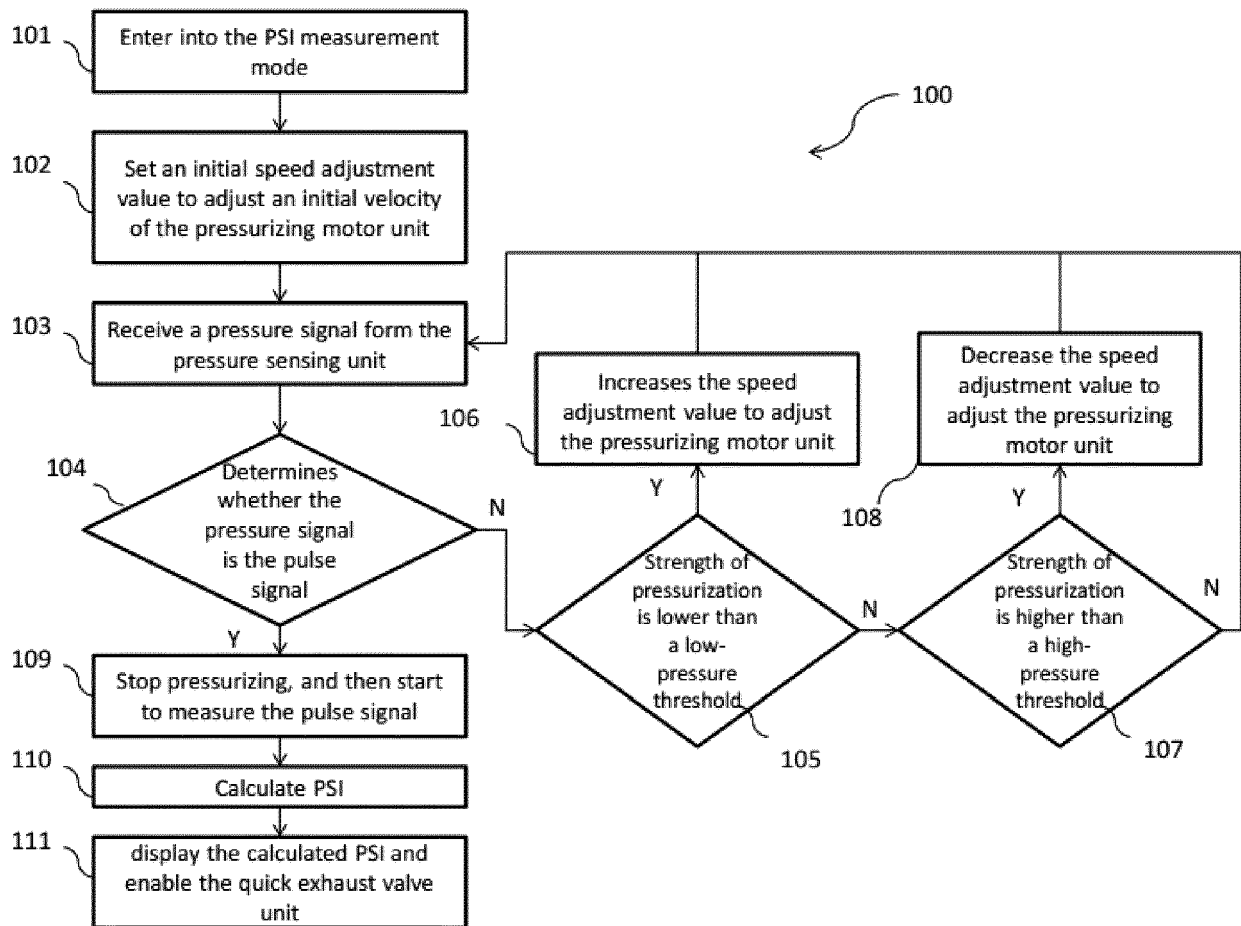 101
Enter into the PSI measurement
mode
100
102
Set an initial speed adjustment
value to adjust an initial velocity
of the pressurizing motor unit
103
Receive a pressure signal form the
pressure sensing unit
106
Increases the speed
adjustment value to adjust
the pressurizing motor unit
108
Decrease the speed
adjustment value to
adjust the pressurizing
motor unit
104
Determines
whether the
pressure signal
is the pulse
signal
N
Y
Y
Y
Strength of
pressurization
is lower than
a low-
pressure
threshold
105
N
Strength of
pressurization
is higher than
a high-
pressure
threshold
107
N
109
Stop pressurizing, and then start
to measure the pulse signal
110
Calculate PSI
111
display the calculated PSI and
enable the quick exhaust valve
unit